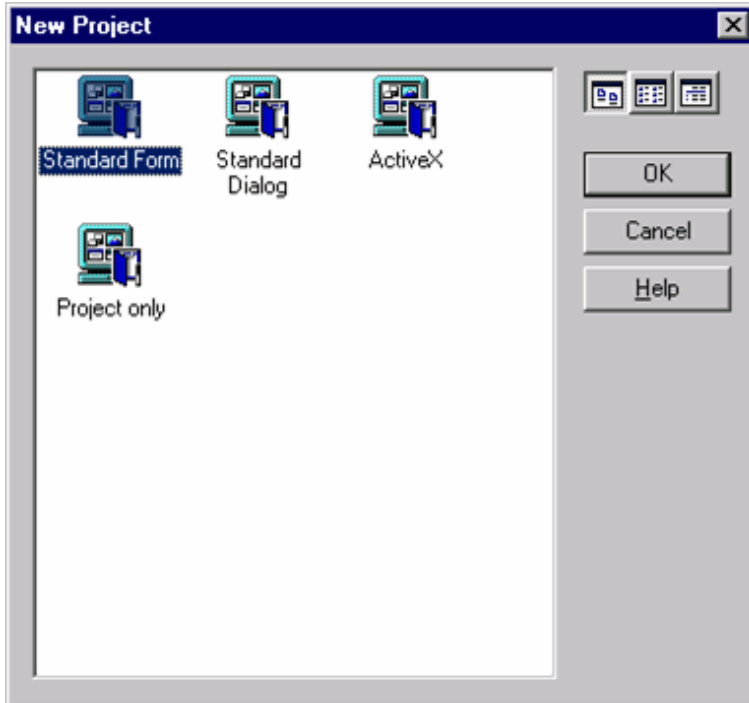 New Project
Standard Form
Standard
Dialog
ActiveX
Project only
OK
Cancel
Help